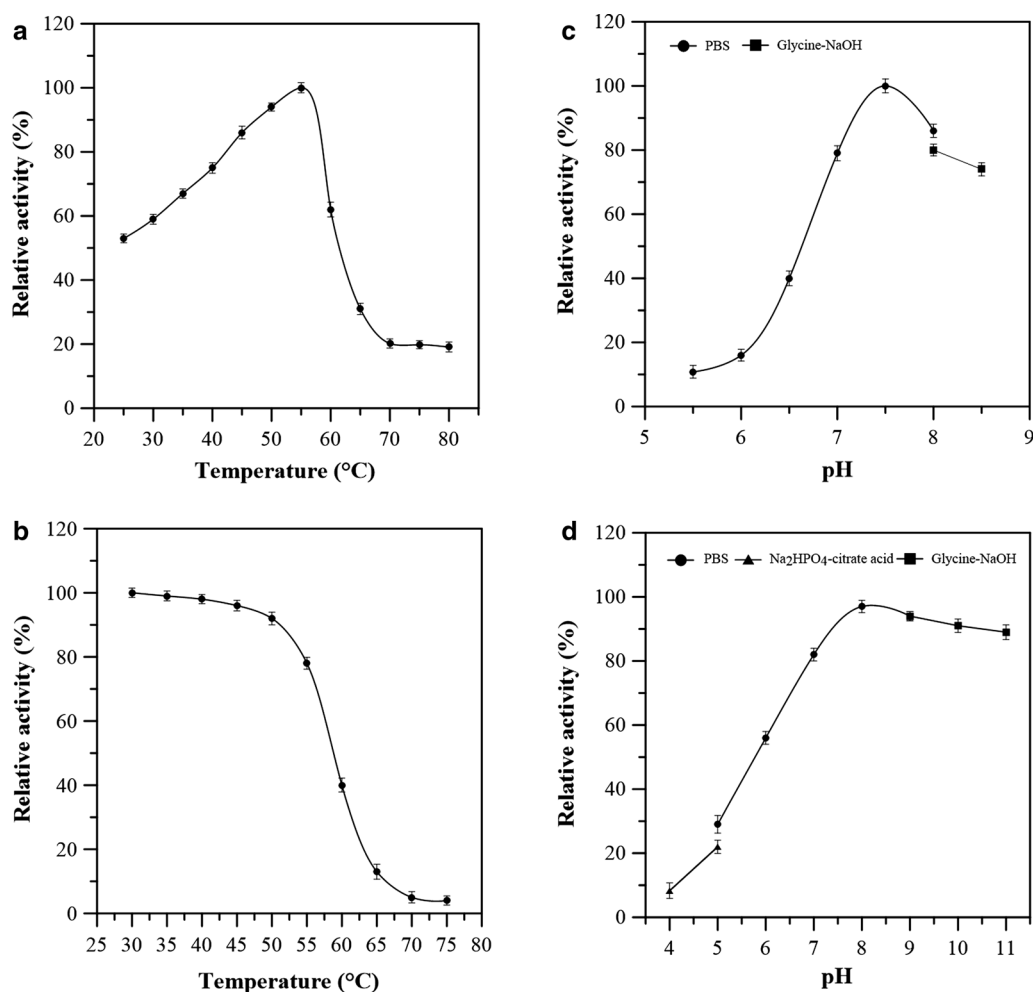 a
120
100
80
60
40
20
0
Relative activity (%)
20 30 40 50 60 70 80
Temperature (°C)
c
120
100
80
60
40
20
0
Relative activity (%)
PBS Glycine-NaOH
5 6 7 8 9
pH
b
120
100
80
60
40
20
0
Relative activity (%)
25 30 35 40 45 50 55 60 65 70 75 80
Temperature (°C)
d
120
100
80
60
40
20
0
Relative activity (%)
PBS Na2HPO4-citrate acid Glycine-NaOH
4 5 6 7 8 9 10 11
pH